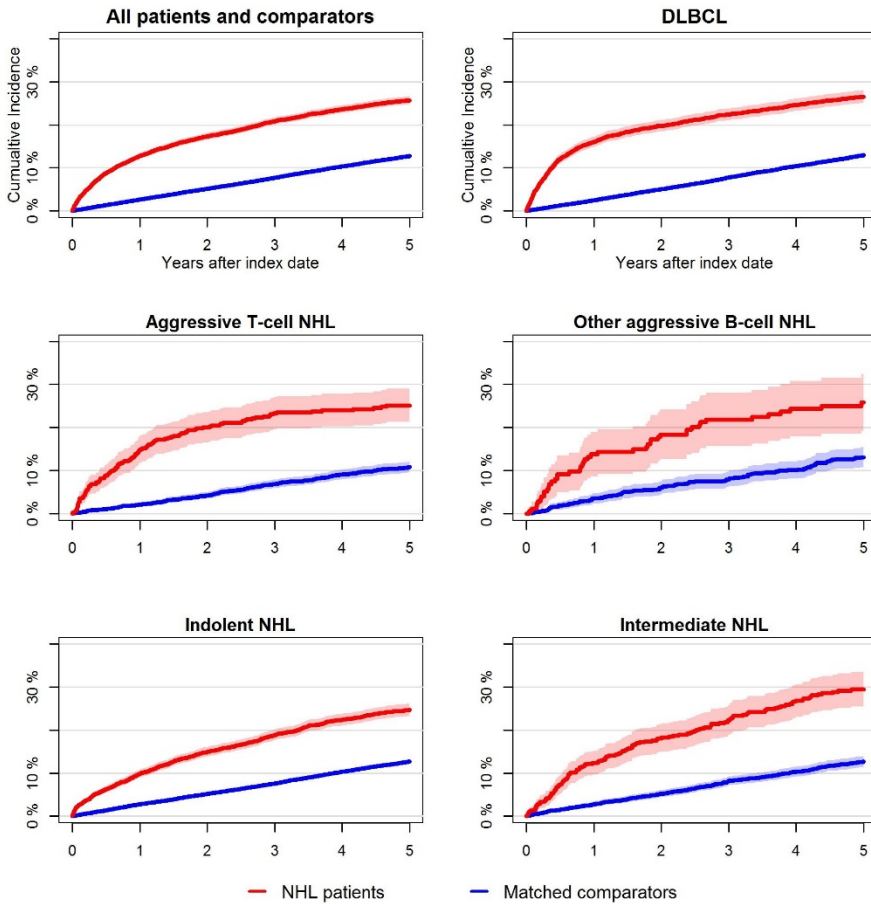 All patients and comparators
Cumualtive Incidence
0 %
10 %
30 %
0 1 2 3 4 5
Years after index date
DLBCL
Cumualtive Incidence
0 %
10 %
30 %
0 1 2 3 4 5
Years after index date
Aggressive T-cell NHL
0 %
10 %
30 %
0 1 2 3 4 5
Other aggressive B-cell NHL
0 %
10 %
30 %
0 1 2 3 4 5
Indolent NHL
0 %
10 %
30 %
0 1 2 3 4 5
Intermediate NHL
0 %
10 %
30 %
0 1 2 3 4 5
NHL patients
Matched comparators